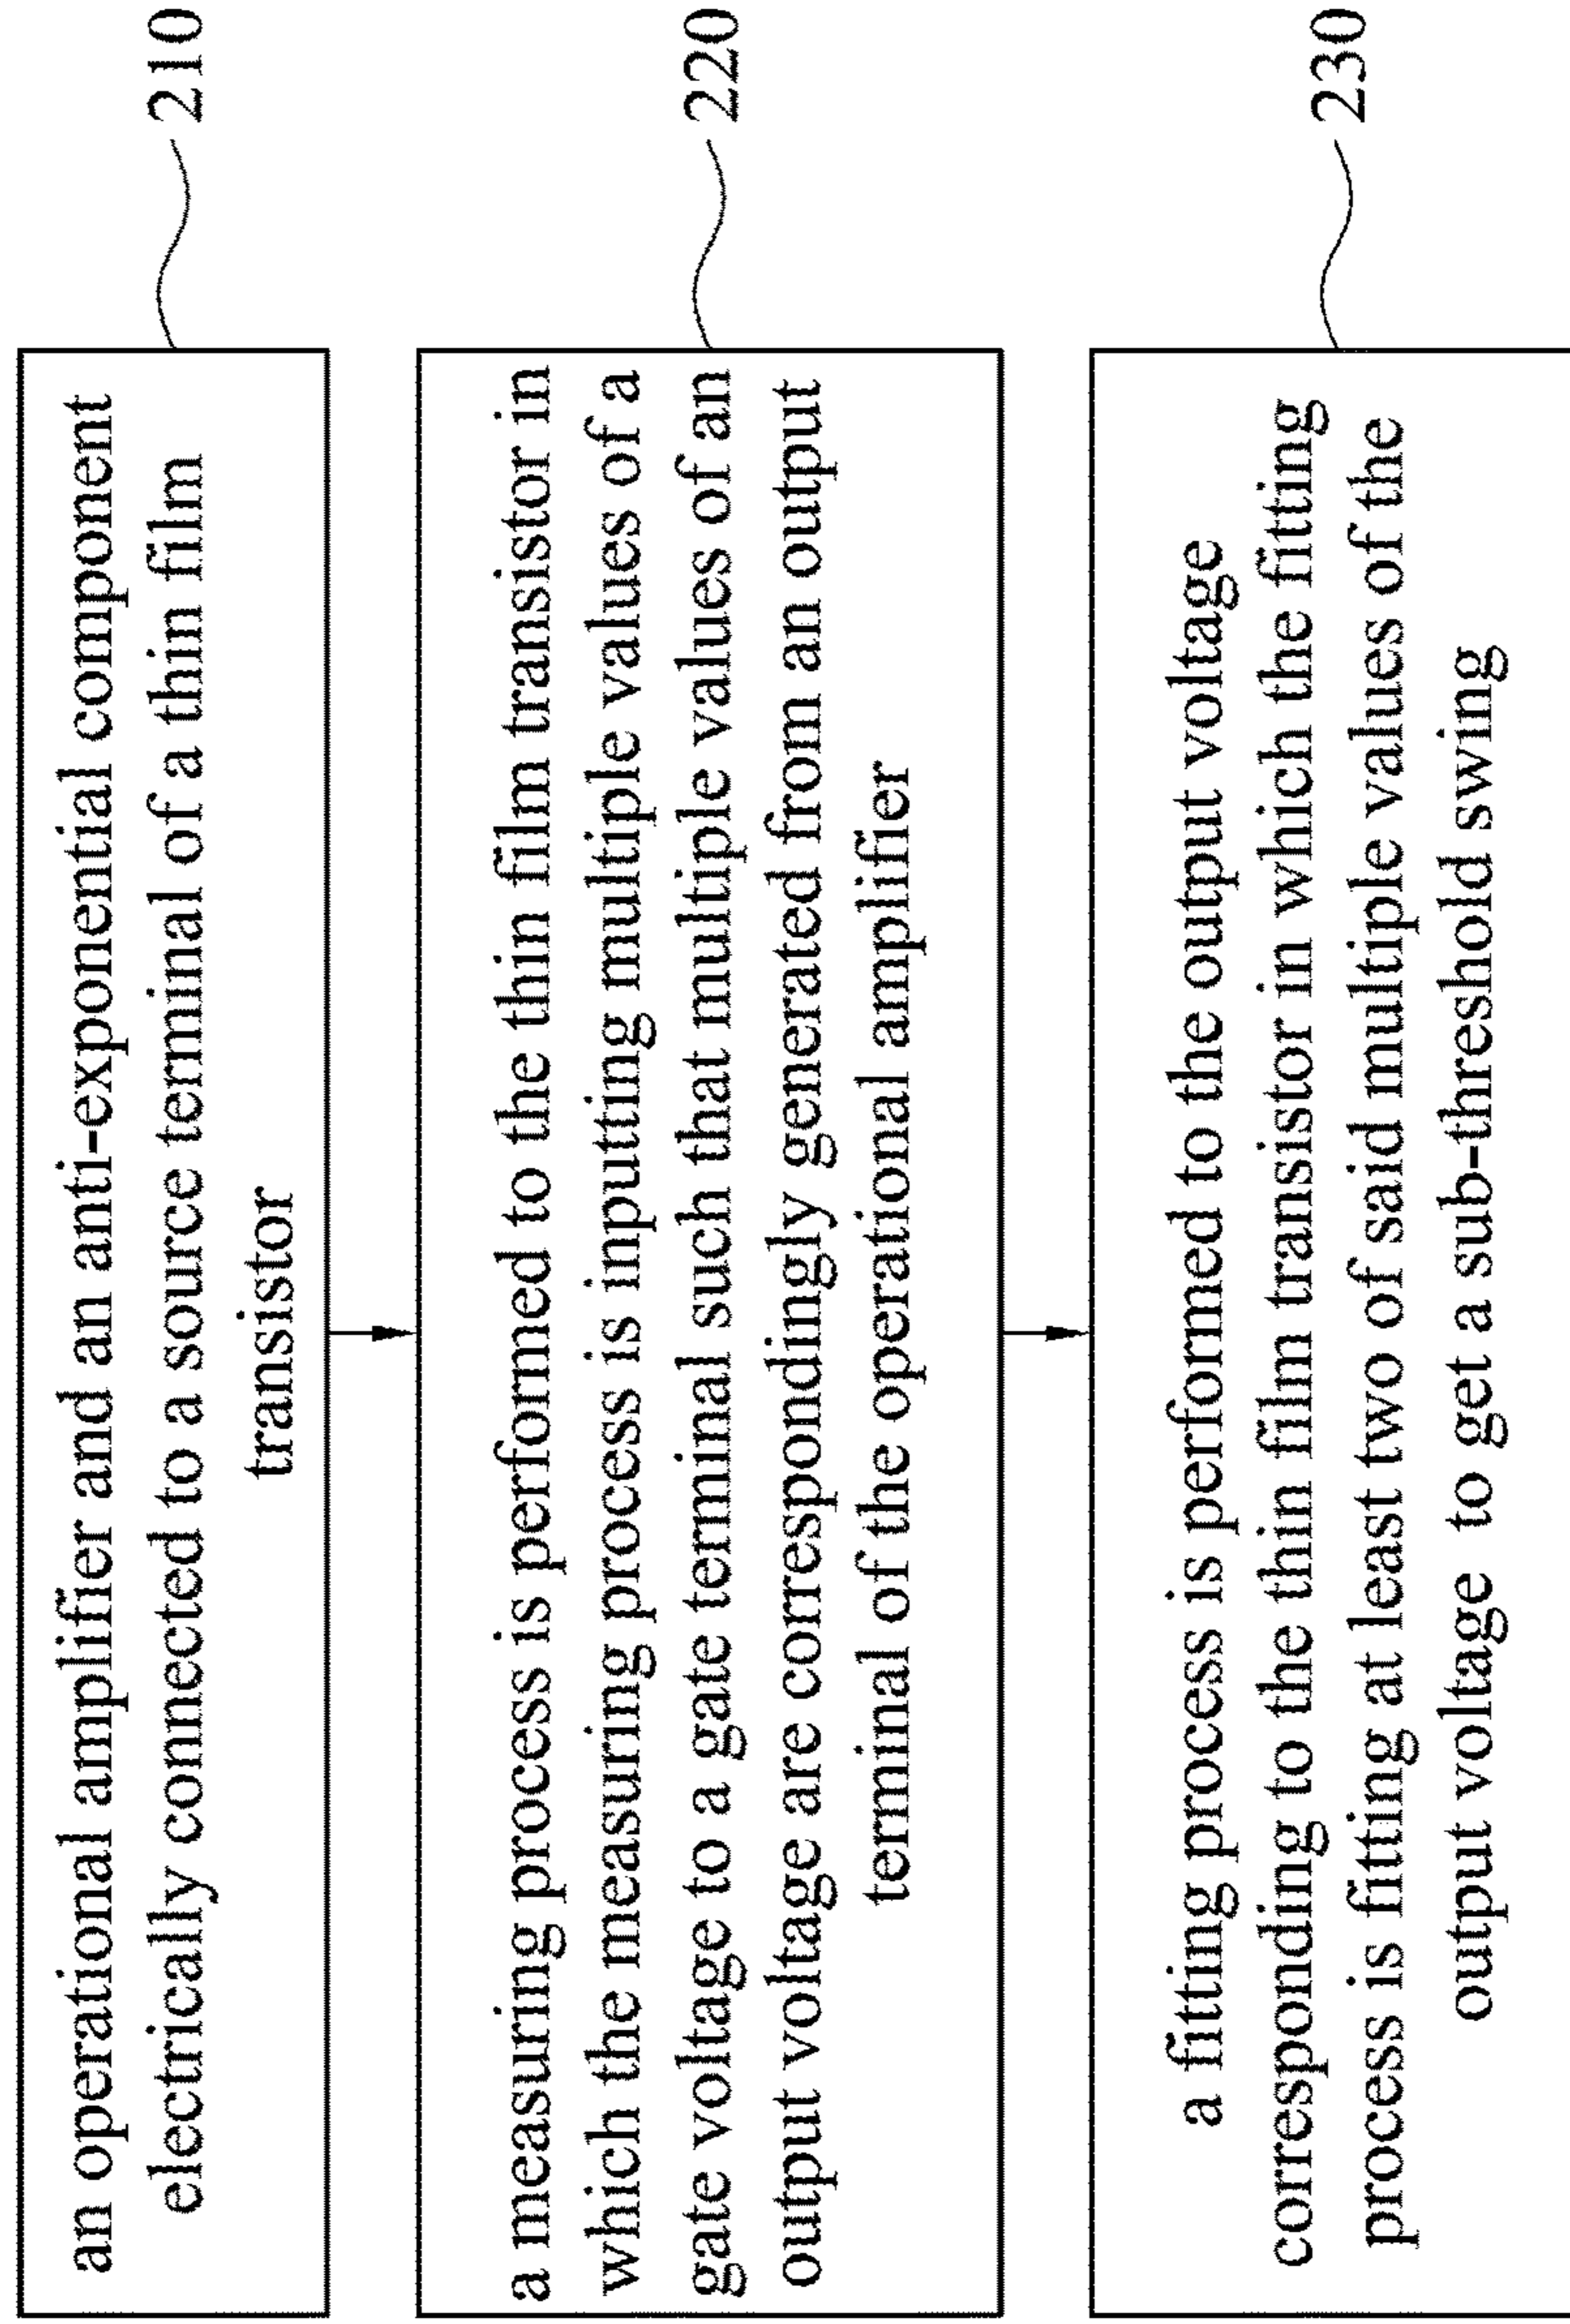 an operational amplifier and an anti-exponential component
electrically connected to a source terminal of a thin film
transistor
210
a measuring process is performed to the thin film transistor in
which the measuring process is inputing multiple values of a
gate voltage to a gate terminal such that multiple values of an
output voltage are correspondingly generated from an output
terminal of the operational amplifier
220
a fitting process is performed to the output voltage
corresponding to the thin film transistor in which the fitting
process is fitting at least two of said multiple values of the
output voltage to get a sub-threshold swing
230